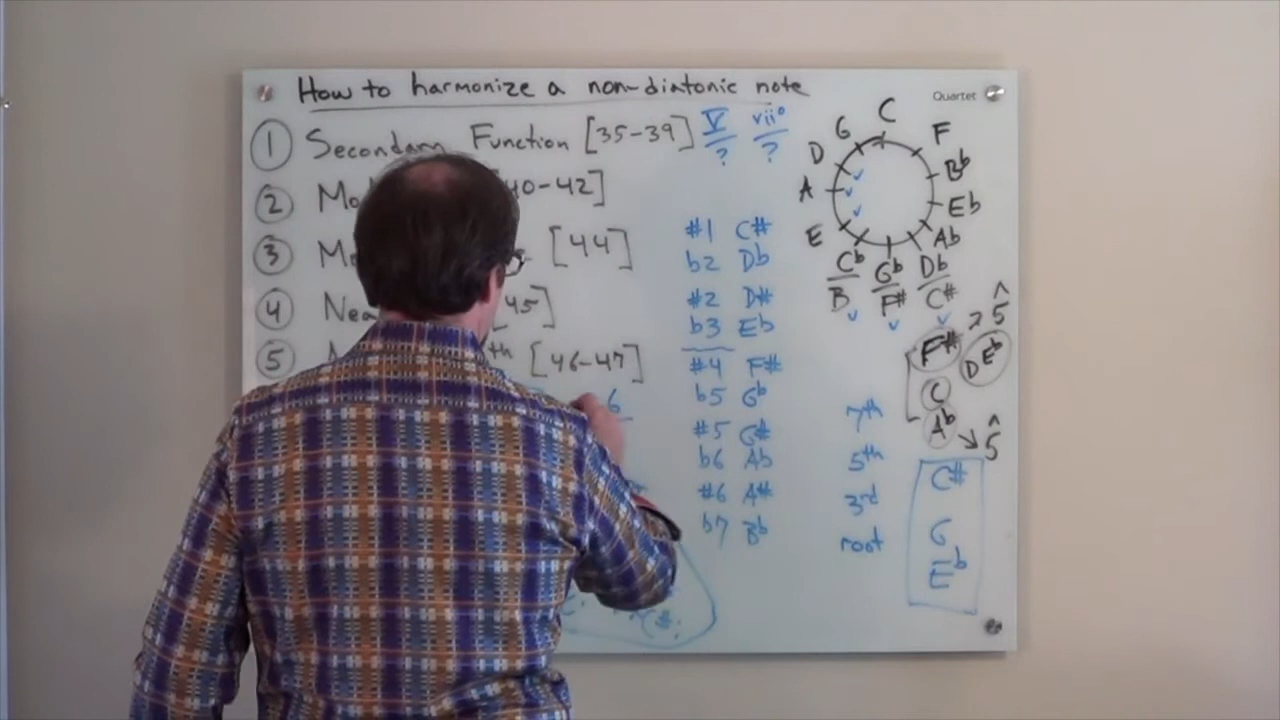 How to harmonize a non-diatonic note
Quartet
① Secondary Function [35-39] V/? vii°/?
② 40-42]
③ [44]
④ 45]
⑤ th [46-47]
6
#1 C#
b2 Db
#2 D#
b3 Eb
#4 F#
b5 Gb
#5 G#
b6 Ab
#6 A#
b7 Bb
C
G F
D Bb
A Eb
E Ab
Cb Gb Db
B F# C#
F# ↗ 5̂
D Eb
C
Ab ↘ 5̂
7th
5th
3rd
root
C#
G
Eb
C#;